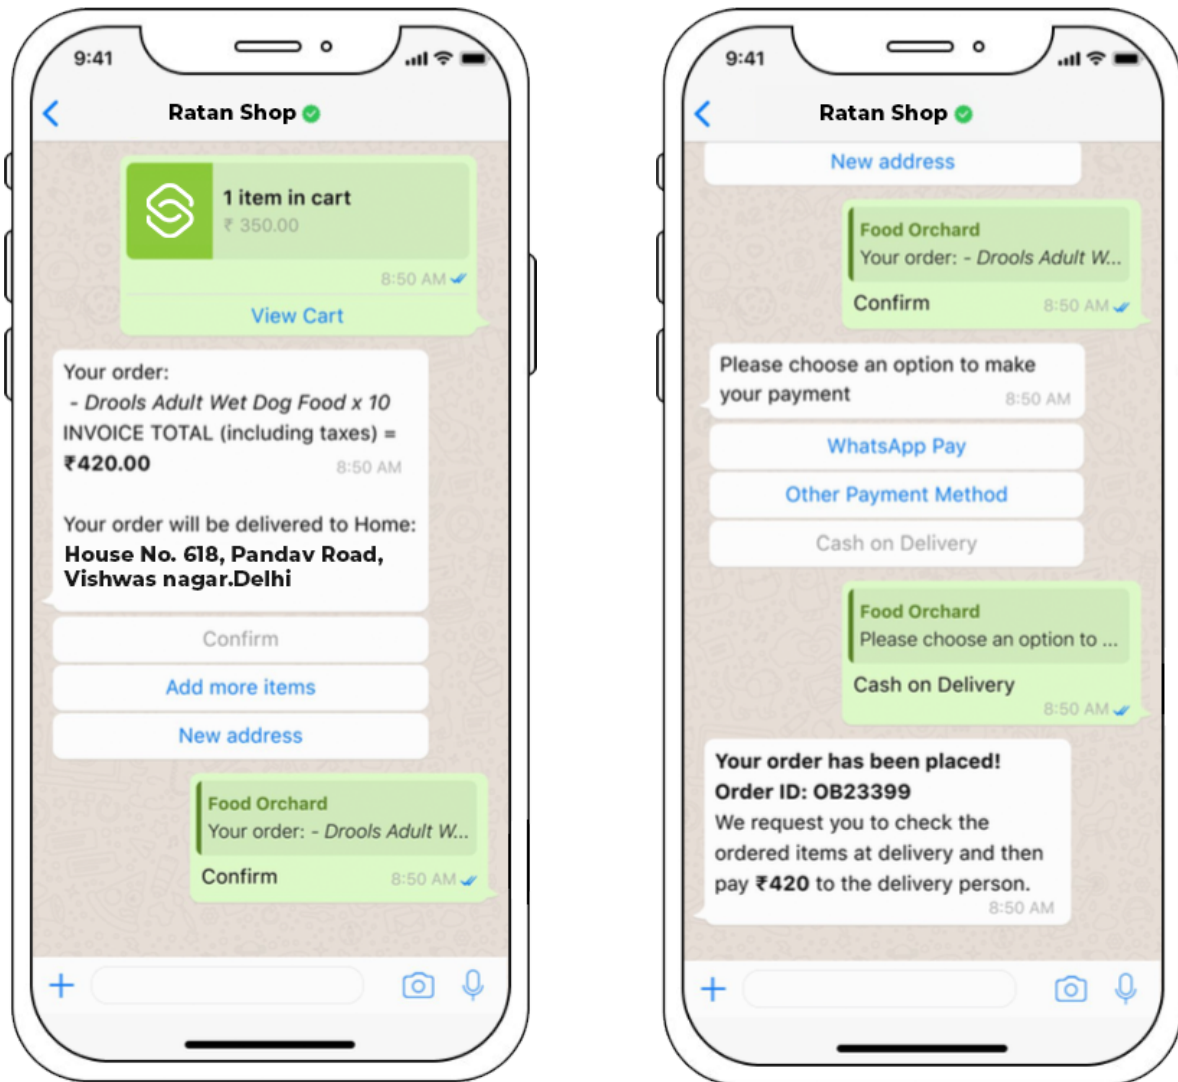 9:41
Ratan Shop
1 item in cart
₹ 350.00
8:50 AM
View Cart
Your order:
- Drools Adult Wet Dog Food x 10
INVOICE TOTAL (including taxes) =
₹420.00 8:50 AM
Your order will be delivered to Home:
House No. 618, Pandav Road,
Vishwas nagar.Delhi
Confirm
Add more items
New address
Food Orchard
Your order: - Drools Adult W...
Confirm 8:50 AM
9:41
Ratan Shop
New address
Food Orchard
Your order: - Drools Adult W...
Confirm 8:50 AM
Please choose an option to make
your payment 8:50 AM
WhatsApp Pay
Other Payment Method
Cash on Delivery
Food Orchard
Please choose an option to ...
Cash on Delivery
8:50 AM
Your order has been placed!
Order ID: OB23399
We request you to check the
ordered items at delivery and then
pay ₹420 to the delivery person.
8:50 AM